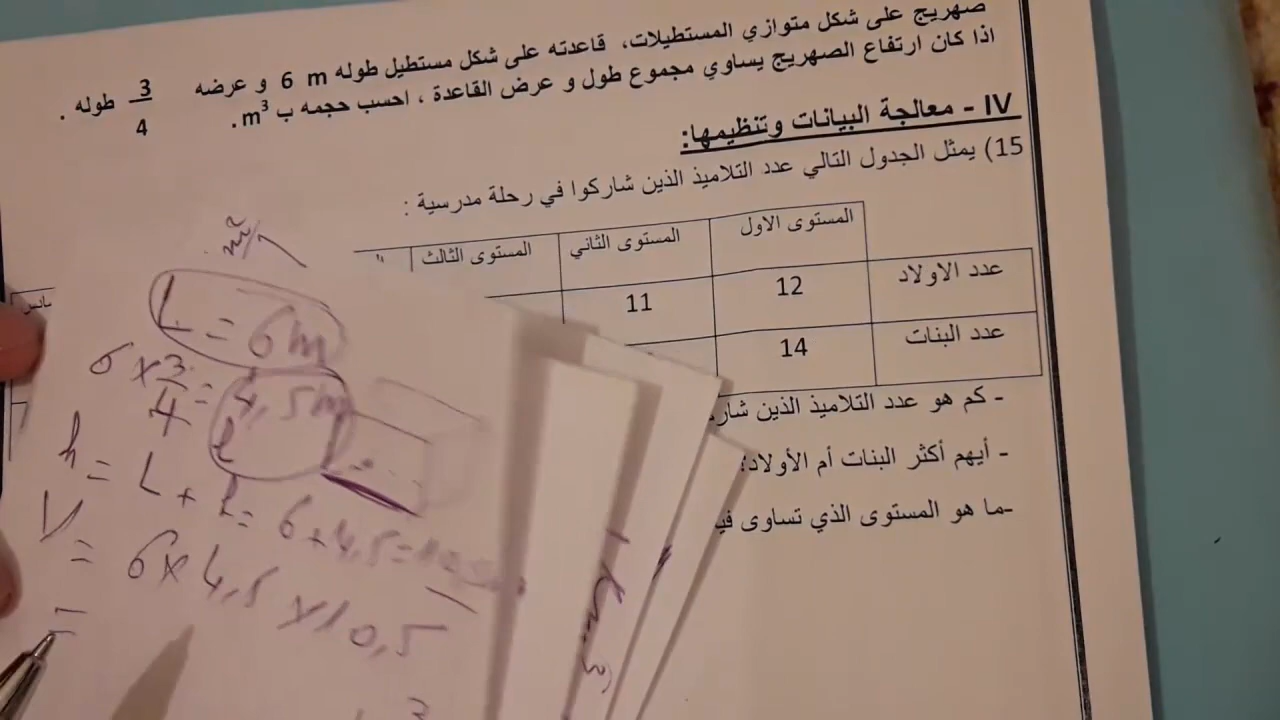 صهريج على شكل متوازي المستطيلات، قاعدته على شكل مستطيل طوله 6 m و عرضه 3/4 طوله .
اذا كان ارتفاع الصهريج يساوي مجموع طول و عرض القاعدة ، احسب حجمه ب m³.
IV - معالجة البيانات وتنظيمها:
15) يمثل الجدول التالي عدد التلاميذ الذين شاركوا في رحلة مدرسية :
المستوى الاول المستوى الثاني المستوى الثالث
عدد الاولاد 12 11
عدد البنات 14
- كم هو عدد التلاميذ الذين
- أيهم أكثر البنات أم الأولاد؟
-ما هو المستوى الذي تساوى
L = 6m
6 × 3/4 = 4,5m
h = L + l = 6 + 4,5 =
V = 6 × 4,5 × 10,5
=